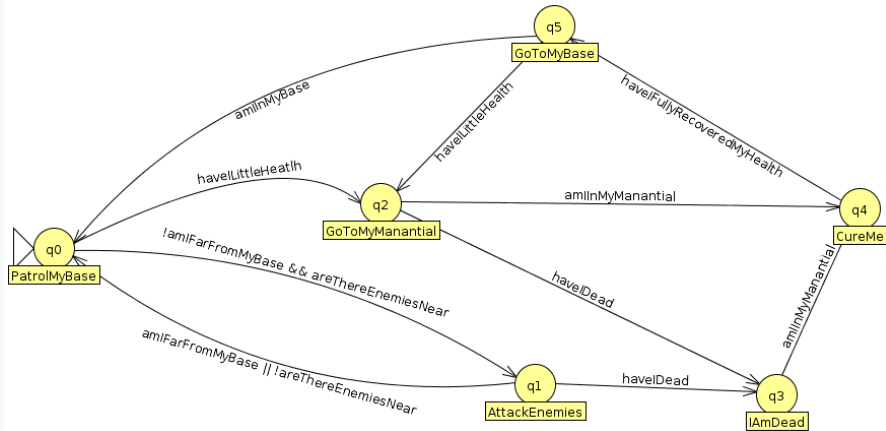 q5
GoToMyBase
amIInMyBase
haveILittleHealth
haveIFullyRecoveredMyHealth
haveILittleHeatlh
q2
GoToMyManantial
amIInMyManantial
q4
CureMe
q0
PatrolMyBase
!amIFarFromMyBase && areThereEnemiesNear
haveIDead
amIInMyManantial
amIFarFromMyBase || !areThereEnemiesNear
q1
AttackEnemies
haveIDead
q3
IAmDead